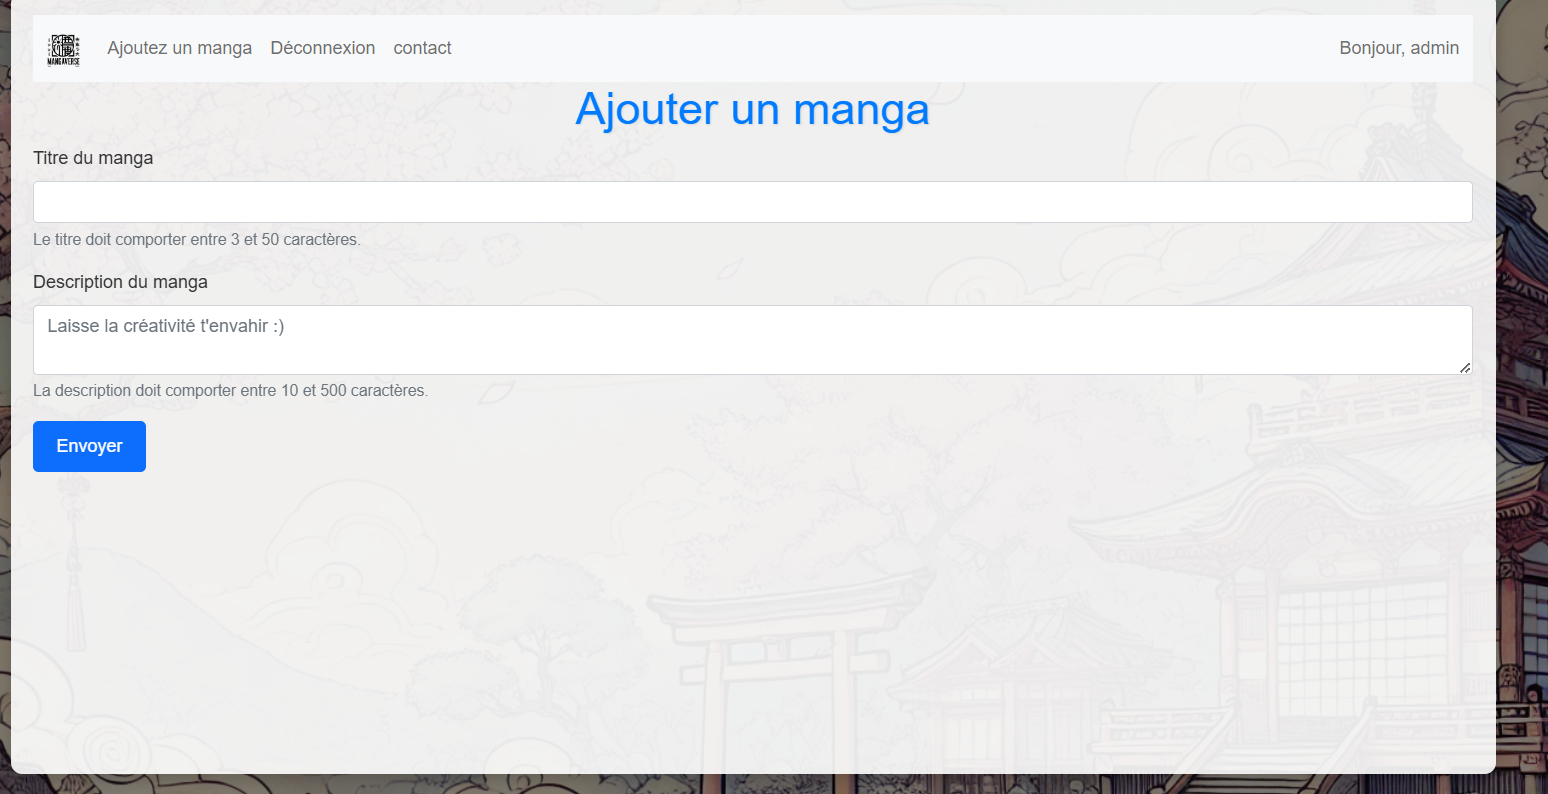 MANGAVERSE
Ajoutez un manga Déconnexion contact Bonjour, admin
Ajouter un manga
Titre du manga
Le titre doit comporter entre 3 et 50 caractères.
Description du manga
Laisse la créativité t'envahir :)
La description doit comporter entre 10 et 500 caractères.
Envoyer